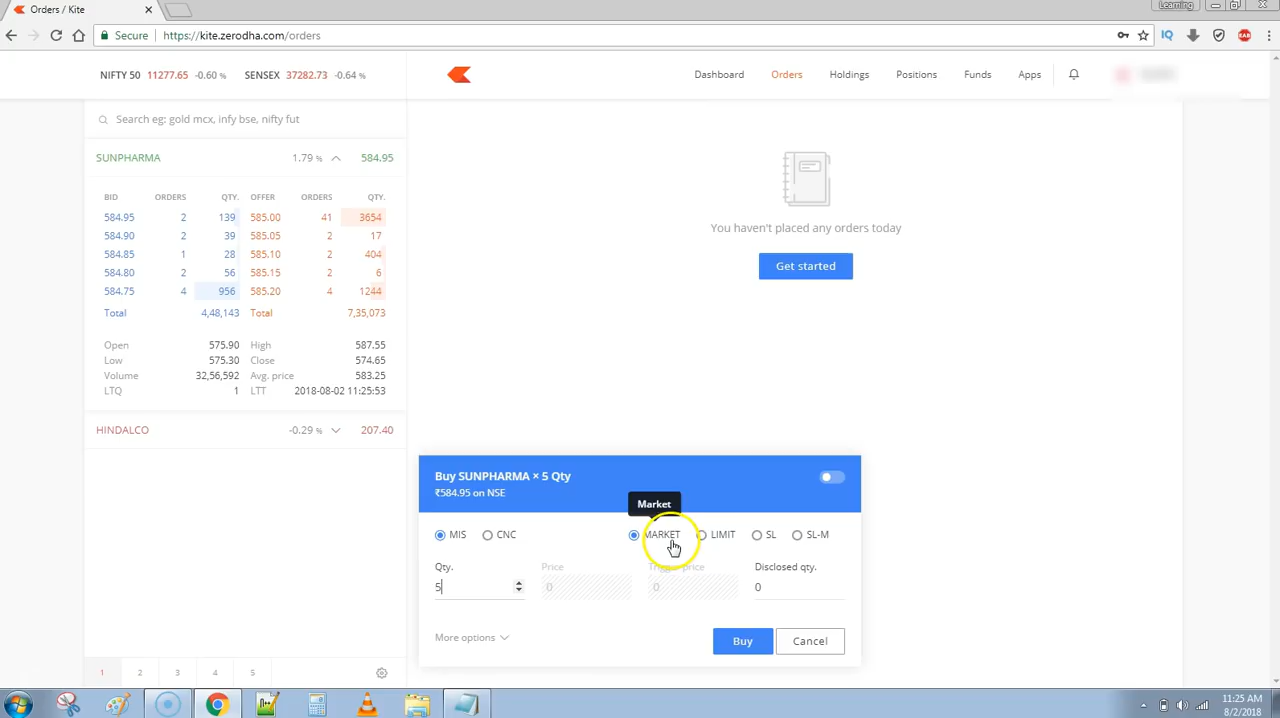 Orders / Kite
Learning
Secure https://kite.zerodha.com/orders
NIFTY 50 11277.65 -0.60 % SENSEX 37282.73 -0.64 %
Dashboard Orders Holdings Positions Funds Apps
Search eg: gold mcx, infy bse, nifty fut
SUNPHARMA 1.79 % 584.95
BID ORDERS QTY. OFFER ORDERS QTY.
584.95 2 139 585.00 41 3654
584.90 2 39 585.05 2 17
584.85 1 28 585.10 2 404
584.80 2 56 585.15 2 6
584.75 4 956 585.20 4 1244
Total 4,48,143 Total 7,35,073
Open 575.90 High 587.55
Low 575.30 Close 574.65
Volume 32,56,592 Avg. price 583.25
LTQ 1 LTT 2018-08-02 11:25:53
HINDALCO -0.29 % 207.40
You haven't placed any orders today
Get started
Buy SUNPHARMA × 5 Qty
₹584.95 on NSE
Market
MIS CNC MARKET LIMIT SL SL-M
Qty. Price Trigger price Disclosed qty.
5 0 0 0
More options Buy Cancel
1 2 3 4 5
11:25 AM
8/2/2018